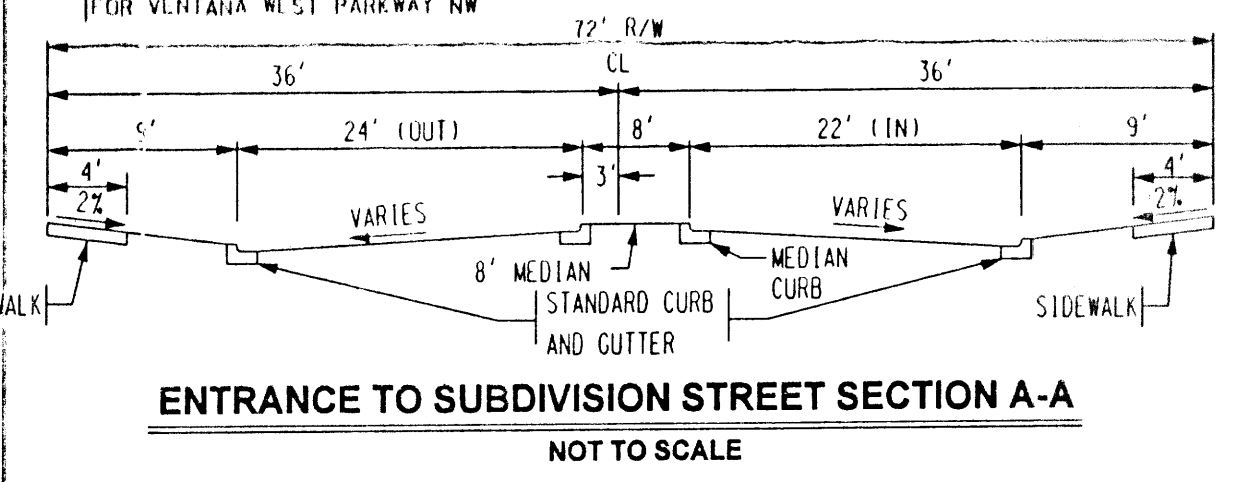 FOR VENTANA WEST PARKWAY NW
72' R/W
CL
36'
36'
9'
24' (OUT)
8'
22' (IN)
9'
4'
3'
4'
2%
2%
VARIES
VARIES
8' MEDIAN
MEDIAN
CURB
WALK
STANDARD CURB
AND GUTTER
SIDEWALK
ENTRANCE TO SUBDIVISION STREET SECTION A-A
NOT TO SCALE